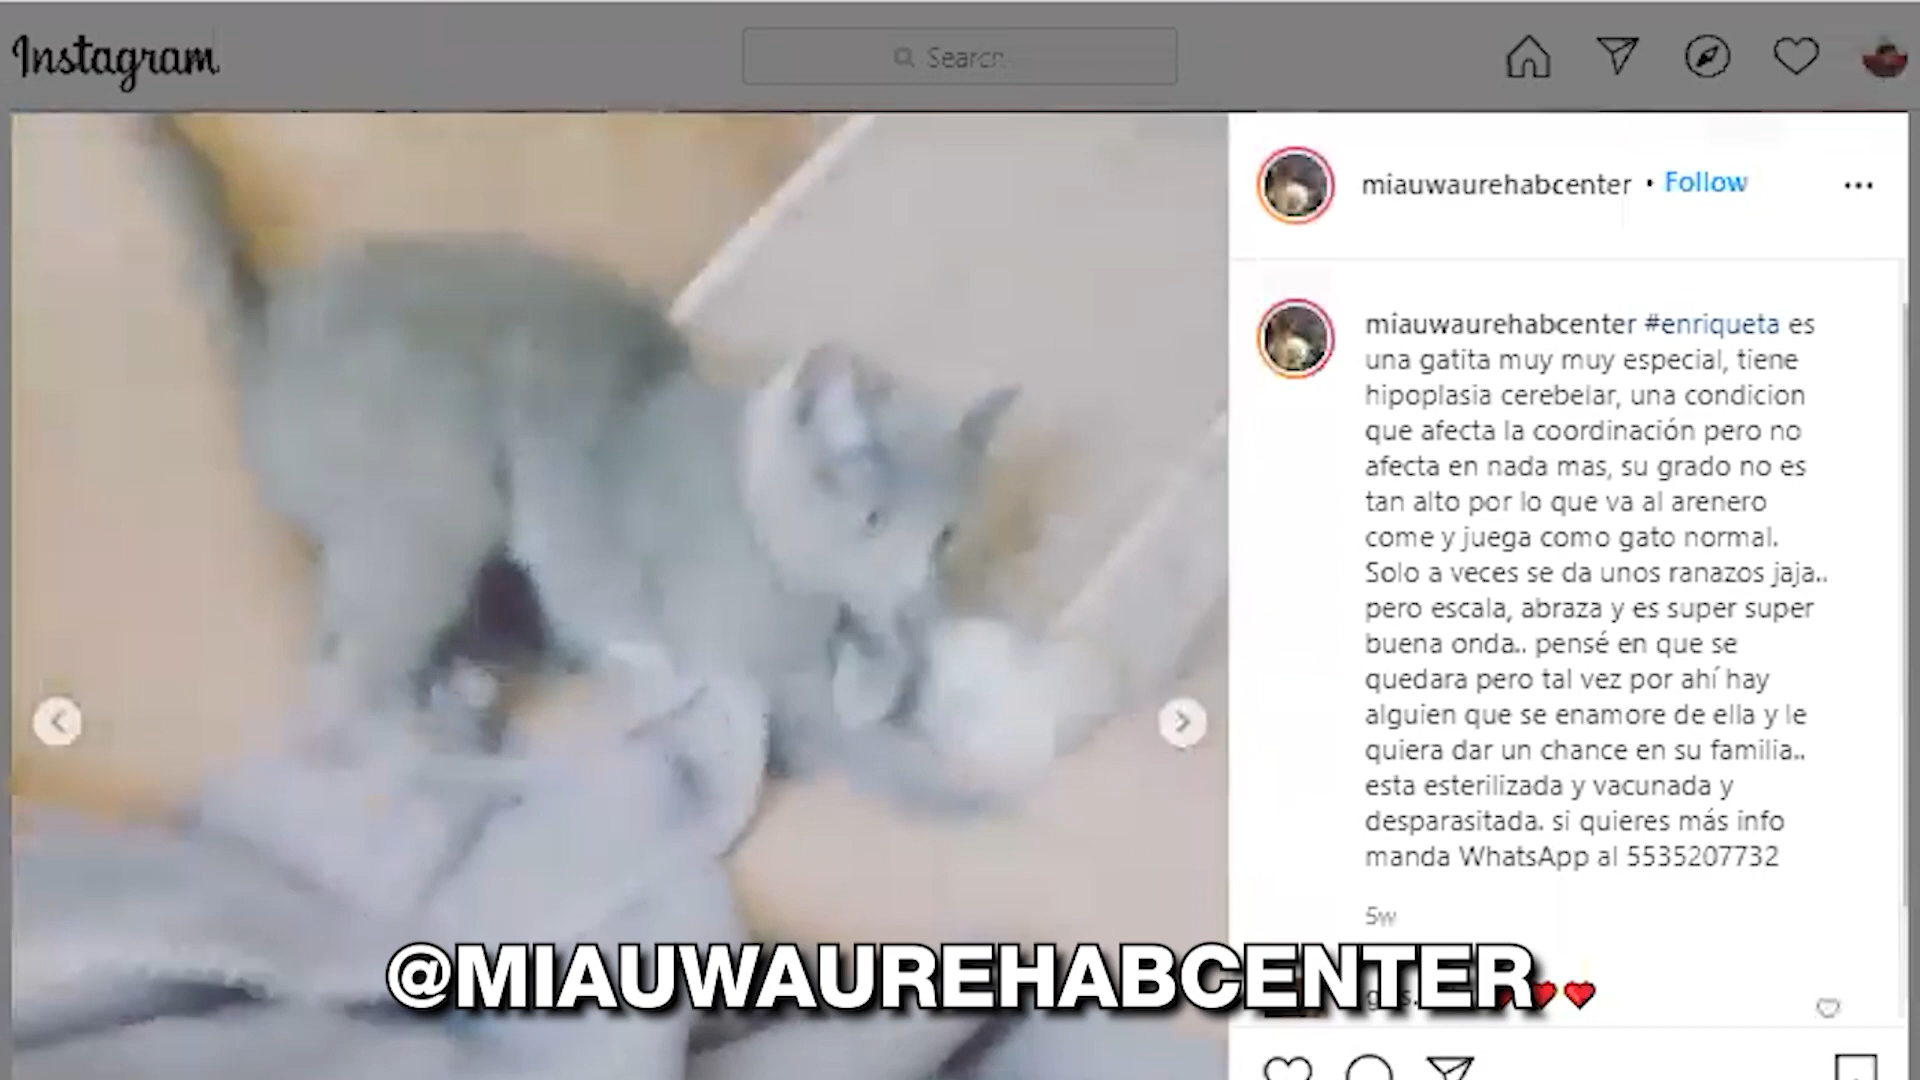 Instagram
Search
miauwaurehabcenter • Follow
miauwaurehabcenter #enriqueta es
una gatita muy muy especial, tiene
hipoplasia cerebelar, una condicion
que afecta la coordinación pero no
afecta en nada mas, su grado no es
tan alto por lo que va al arenero
come y juega como gato normal.
Solo a veces se da unos ranazos jaja..
pero escala, abraza y es super super
buena onda.. pensé en que se
quedara pero tal vez por ahí hay
alguien que se enamore de ella y le
quiera dar un chance en su familia..
esta esterilizada y vacunada y
desparasitada. si quieres más info
manda WhatsApp al 5535207732
5w
@MIAUWAUREHABCENTER